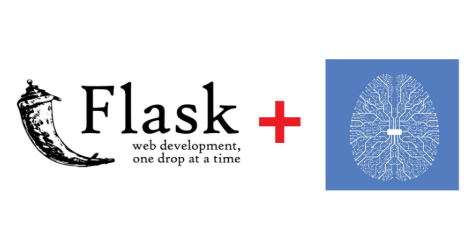 Flask
web development,
one drop at a time
+